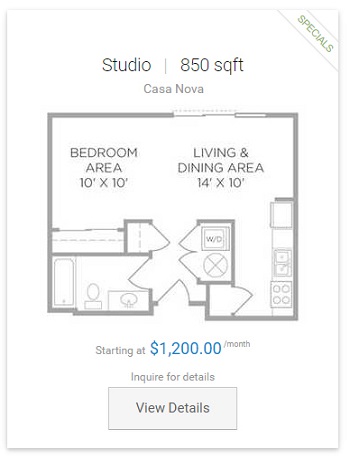 SPECIALS
Studio | 850 sqft
Casa Nova
BEDROOM
AREA
10' X 10'
LIVING &
DINING AREA
14' X 10'
W/D
Starting at $1,200.00 /month
Inquire for details
View Details